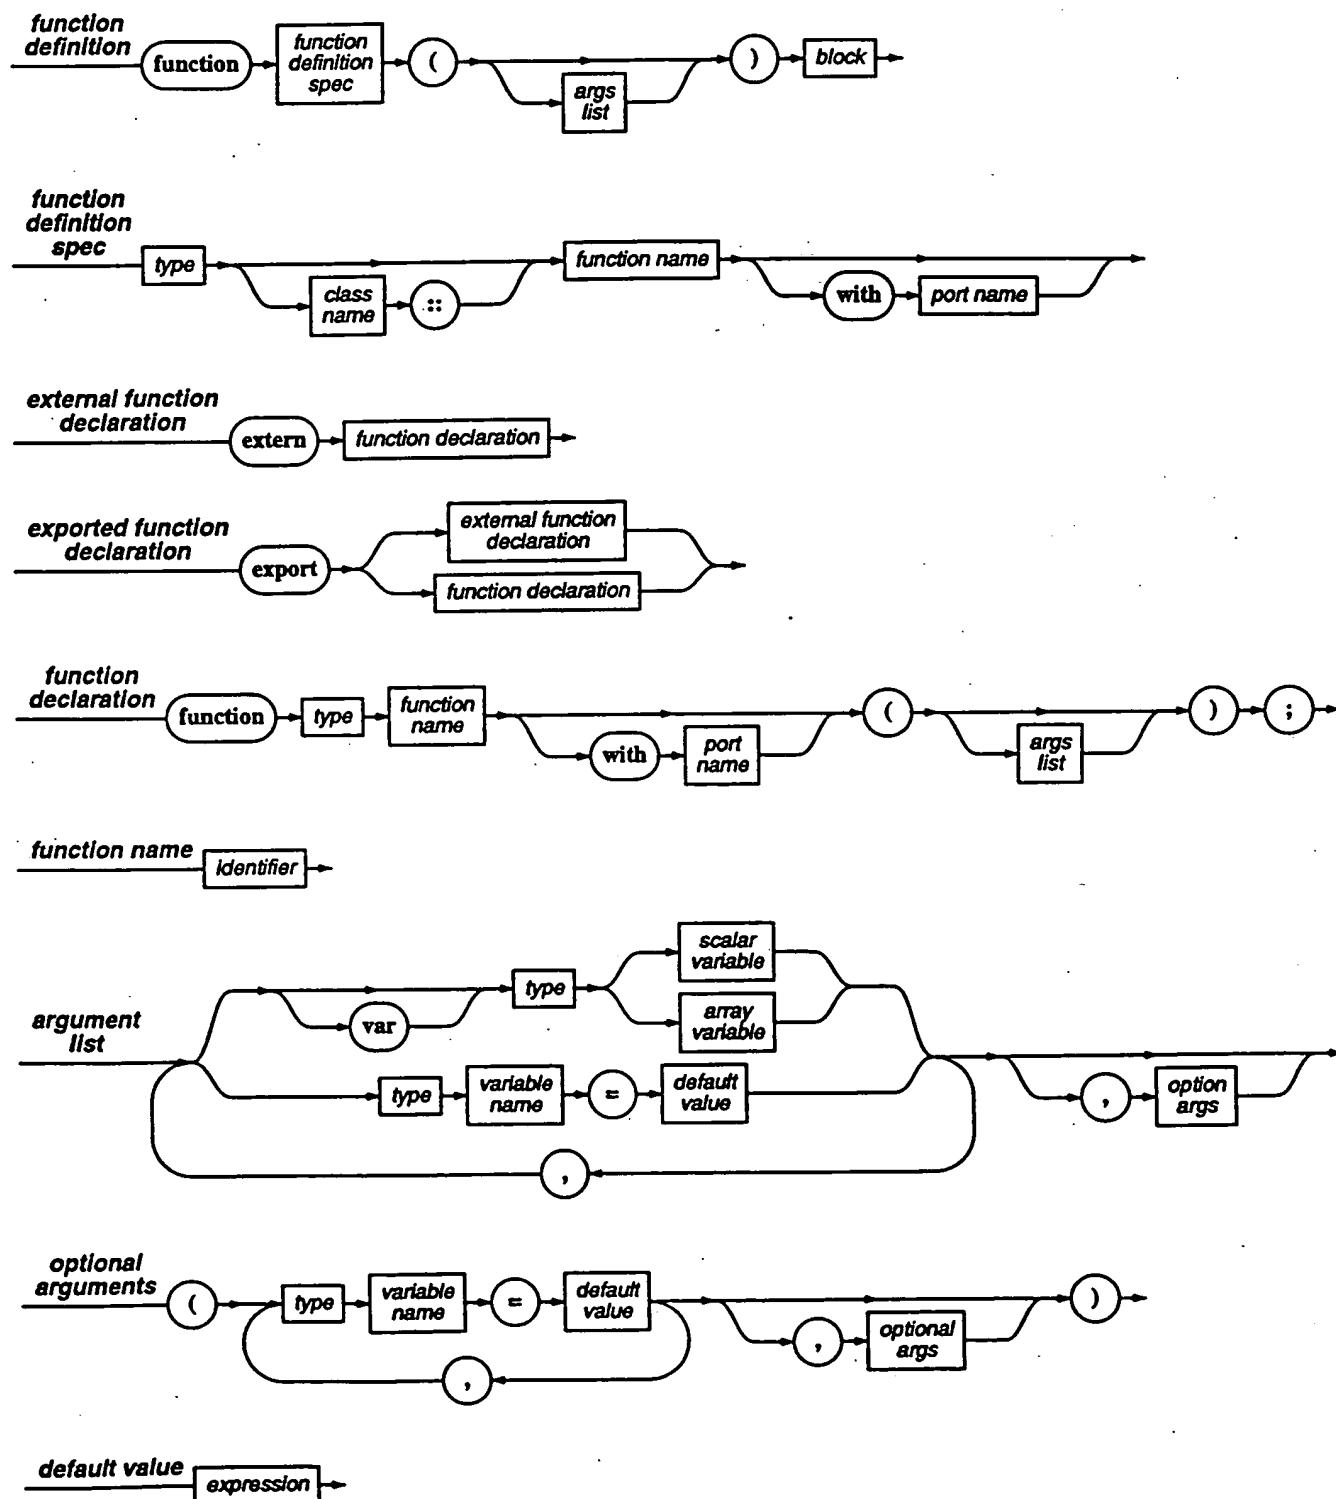 function
definition
function
function
definition
spec
(
args
list
)
block
function
definition
spec
type
class
name
::
function name
with
port name
external function
declaration
extern
function declaration
exported function
declaration
export
external function
declaration
function declaration
function
declaration
function
type
function
name
with
port
name
(
args
list
)
;
function name
identifier
argument
list
var
type
scalar
variable
array
variable
type
variable
name
=
default
value
,
,
option
args
optional
arguments
(
type
variable
name
=
default
value
,
,
optional
args
)
default value
expression